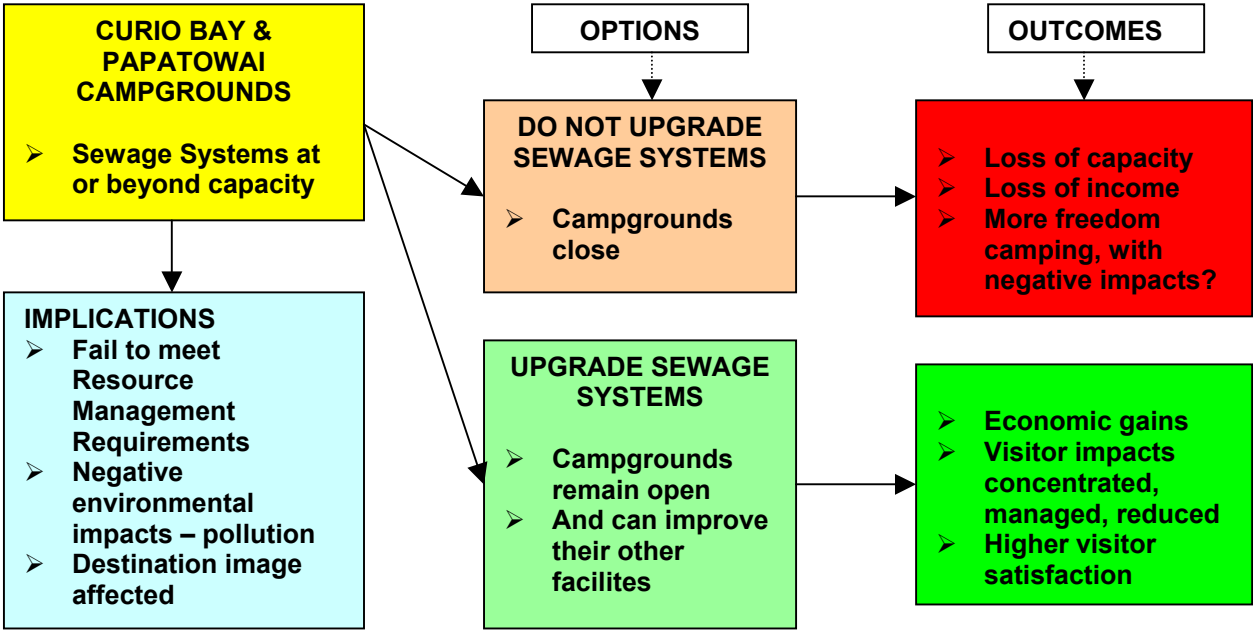 CURIO BAY &
PAPATOWAI
CAMPGROUNDS
➢ Sewage Systems at
or beyond capacity
IMPLICATIONS
➢ Fail to meet
Resource
Management
Requirements
➢ Negative
environmental
impacts – pollution
➢ Destination image
affected
OPTIONS
DO NOT UPGRADE
SEWAGE SYSTEMS
➢ Campgrounds
close
UPGRADE SEWAGE
SYSTEMS
➢ Campgrounds
remain open
➢ And can improve
their other
facilites
OUTCOMES
➢ Loss of capacity
➢ Loss of income
➢ More freedom
camping, with
negative impacts?
➢ Economic gains
➢ Visitor impacts
concentrated,
managed, reduced
➢ Higher visitor
satisfaction